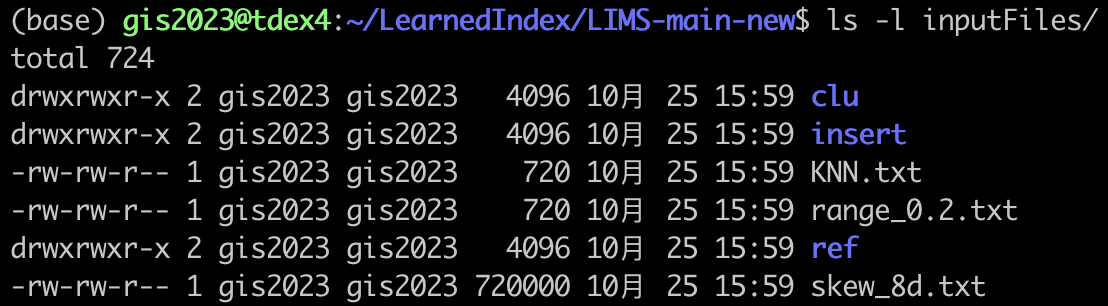 (base) gis2023@tdex4:~/LearnedIndex/LIMS-main-new$ ls -l inputFiles/
total 724
drwxrwxr-x 2 gis2023 gis2023   4096 10月 25 15:59 clu
drwxrwxr-x 2 gis2023 gis2023   4096 10月 25 15:59 insert
-rw-rw-r-- 1 gis2023 gis2023    720 10月 25 15:59 KNN.txt
-rw-rw-r-- 1 gis2023 gis2023    720 10月 25 15:59 range_0.2.txt
drwxrwxr-x 2 gis2023 gis2023   4096 10月 25 15:59 ref
-rw-rw-r-- 1 gis2023 gis2023 720000 10月 25 15:59 skew_8d.txt